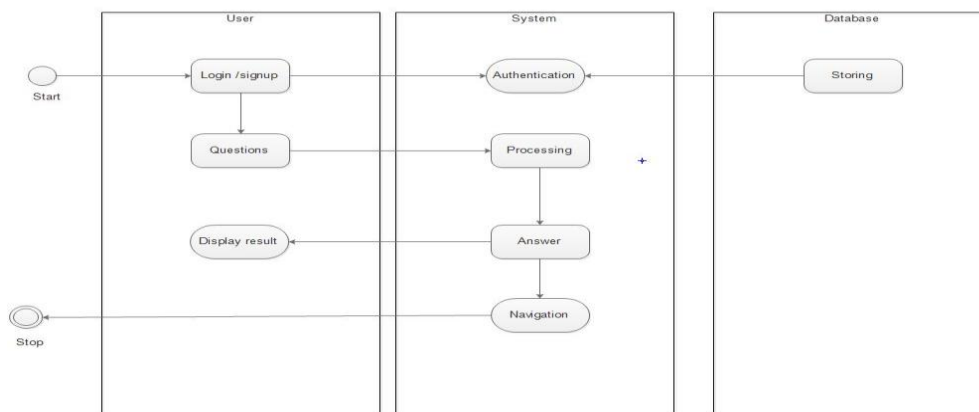 User
System
Database
Login /signup
Authentication
Storing
Start
Questions
Processing
Display result
Answer
Navigation
Stop